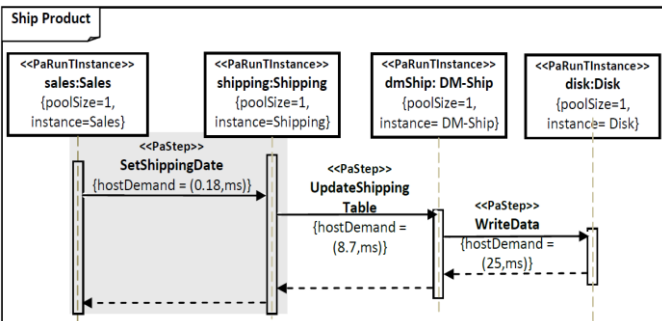 Ship Product
<<PaRunTInstance>>
sales:Sales
{poolSize=1,
instance=Sales}
<<PaRunTInstance>>
shipping:Shipping
{poolSize=1,
instance=Shipping}
<<PaRunTInstance>>
dmShip: DM-Ship
{poolSize=1,
instance= DM-Ship}
<<PaRunTInstance>>
disk:Disk
{poolSize=1,
instance= Disk}
<<PaStep>>
SetShippingDate
{hostDemand = (0.18,ms)}
<<PaStep>>
UpdateShipping
Table
{hostDemand =
(8.7,ms)}
<<PaStep>>
WriteData
{hostDemand =
(25,ms)}